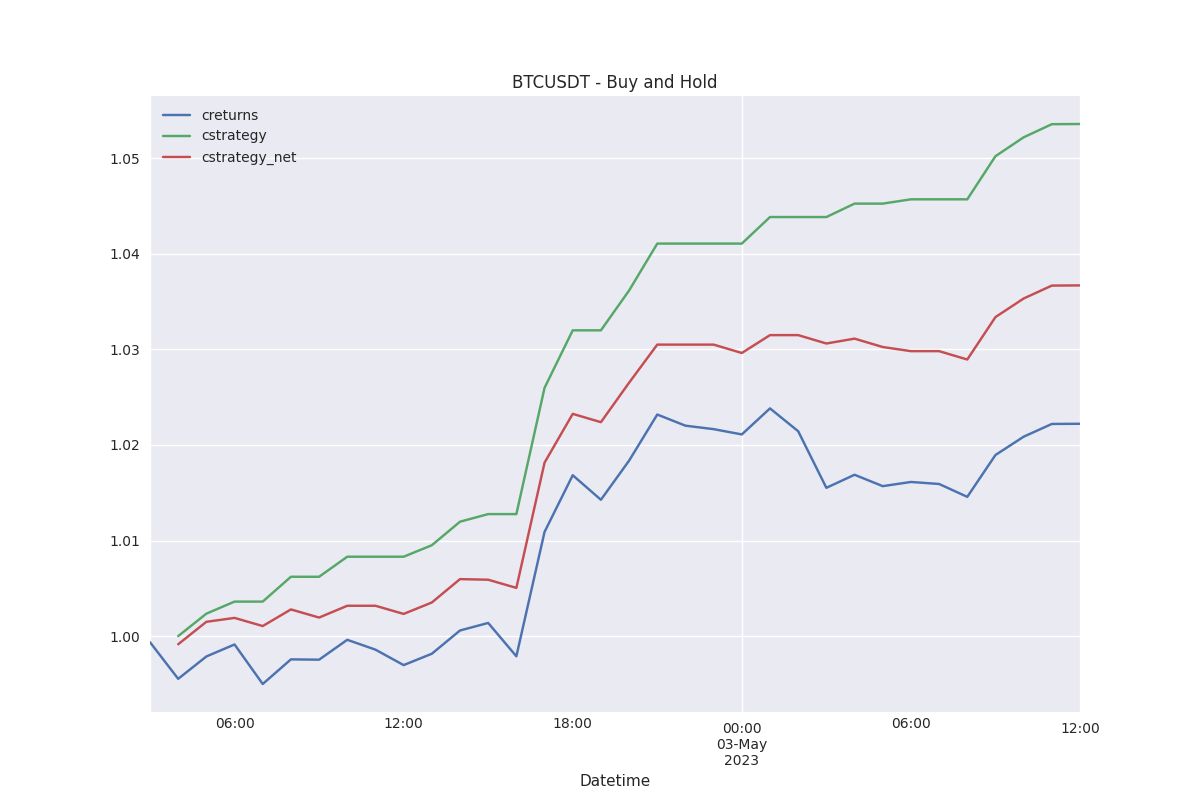 BTCUSDT - Buy and Hold
creturns
cstrategy
cstrategy_net
1.05
1.04
1.03
1.02
1.01
1.00
06:00
12:00
18:00
00:00
03-May
2023
06:00
12:00
Datetime